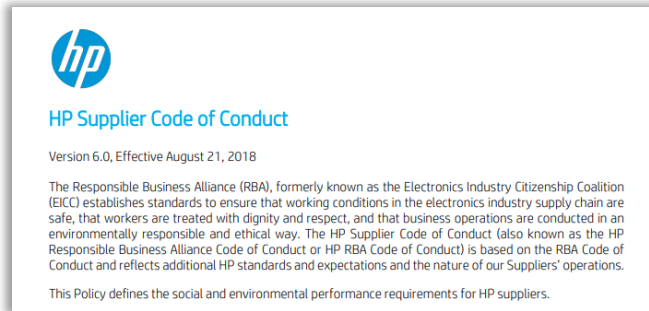 hp
HP Supplier Code of Conduct
Version 6.0, Effective August 21, 2018
The Responsible Business Alliance (RBA), formerly known as the Electronics Industry Citizenship Coalition
(EICC) establishes standards to ensure that working conditions in the electronics industry supply chain are
safe, that workers are treated with dignity and respect, and that business operations are conducted in an
environmentally responsible and ethical way. The HP Supplier Code of Conduct (also known as the HP
Responsible Business Alliance Code of Conduct or HP RBA Code of Conduct) is based on the RBA Code of
Conduct and reflects additional HP standards and expectations and the nature of our Suppliers' operations.
This Policy defines the social and environmental performance requirements for HP suppliers.